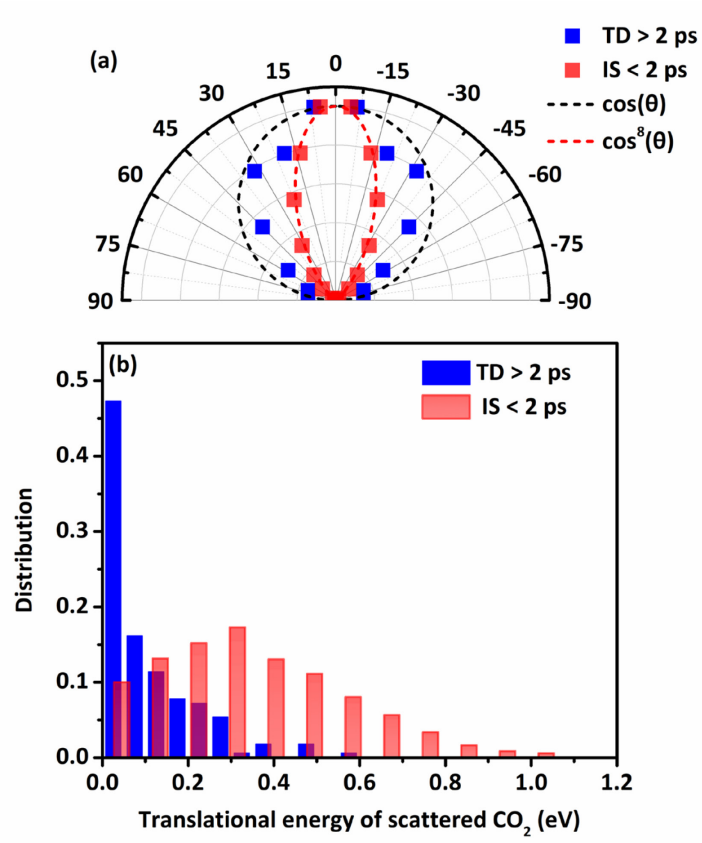 (a)
TD > 2 ps
IS < 2 ps
cos(θ)
cos⁸(θ)
0
15
-15
30
-30
45
-45
60
-60
75
-75
90
-90
(b)
TD > 2 ps
IS < 2 ps
Distribution
0.5
0.4
0.3
0.2
0.1
0.0
0.0 0.2 0.4 0.6 0.8 1.0 1.2
Translational energy of scattered CO₂ (eV)